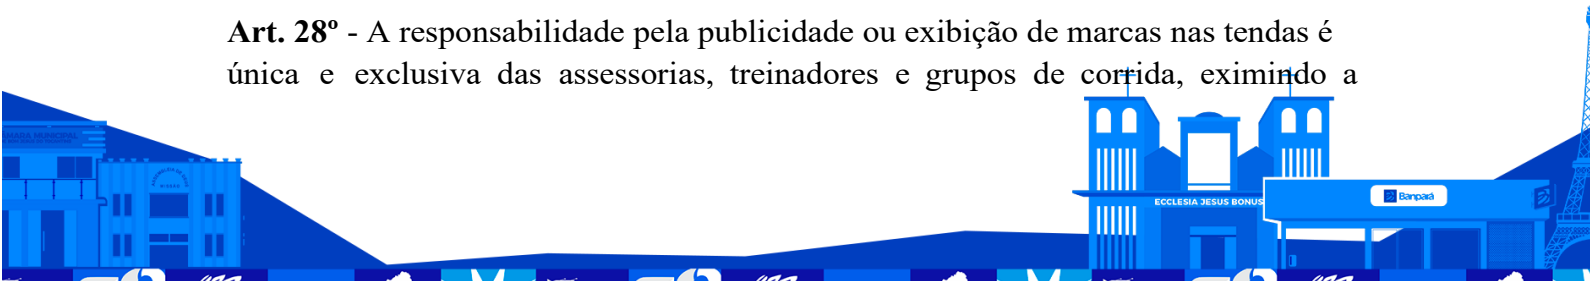 Art. 28º - A responsabilidade pela publicidade ou exibição de marcas nas tendas é
única e exclusiva das assessorias, treinadores e grupos de corrida, eximindo a
ECCLESIA JESUS BONUS
Banpará